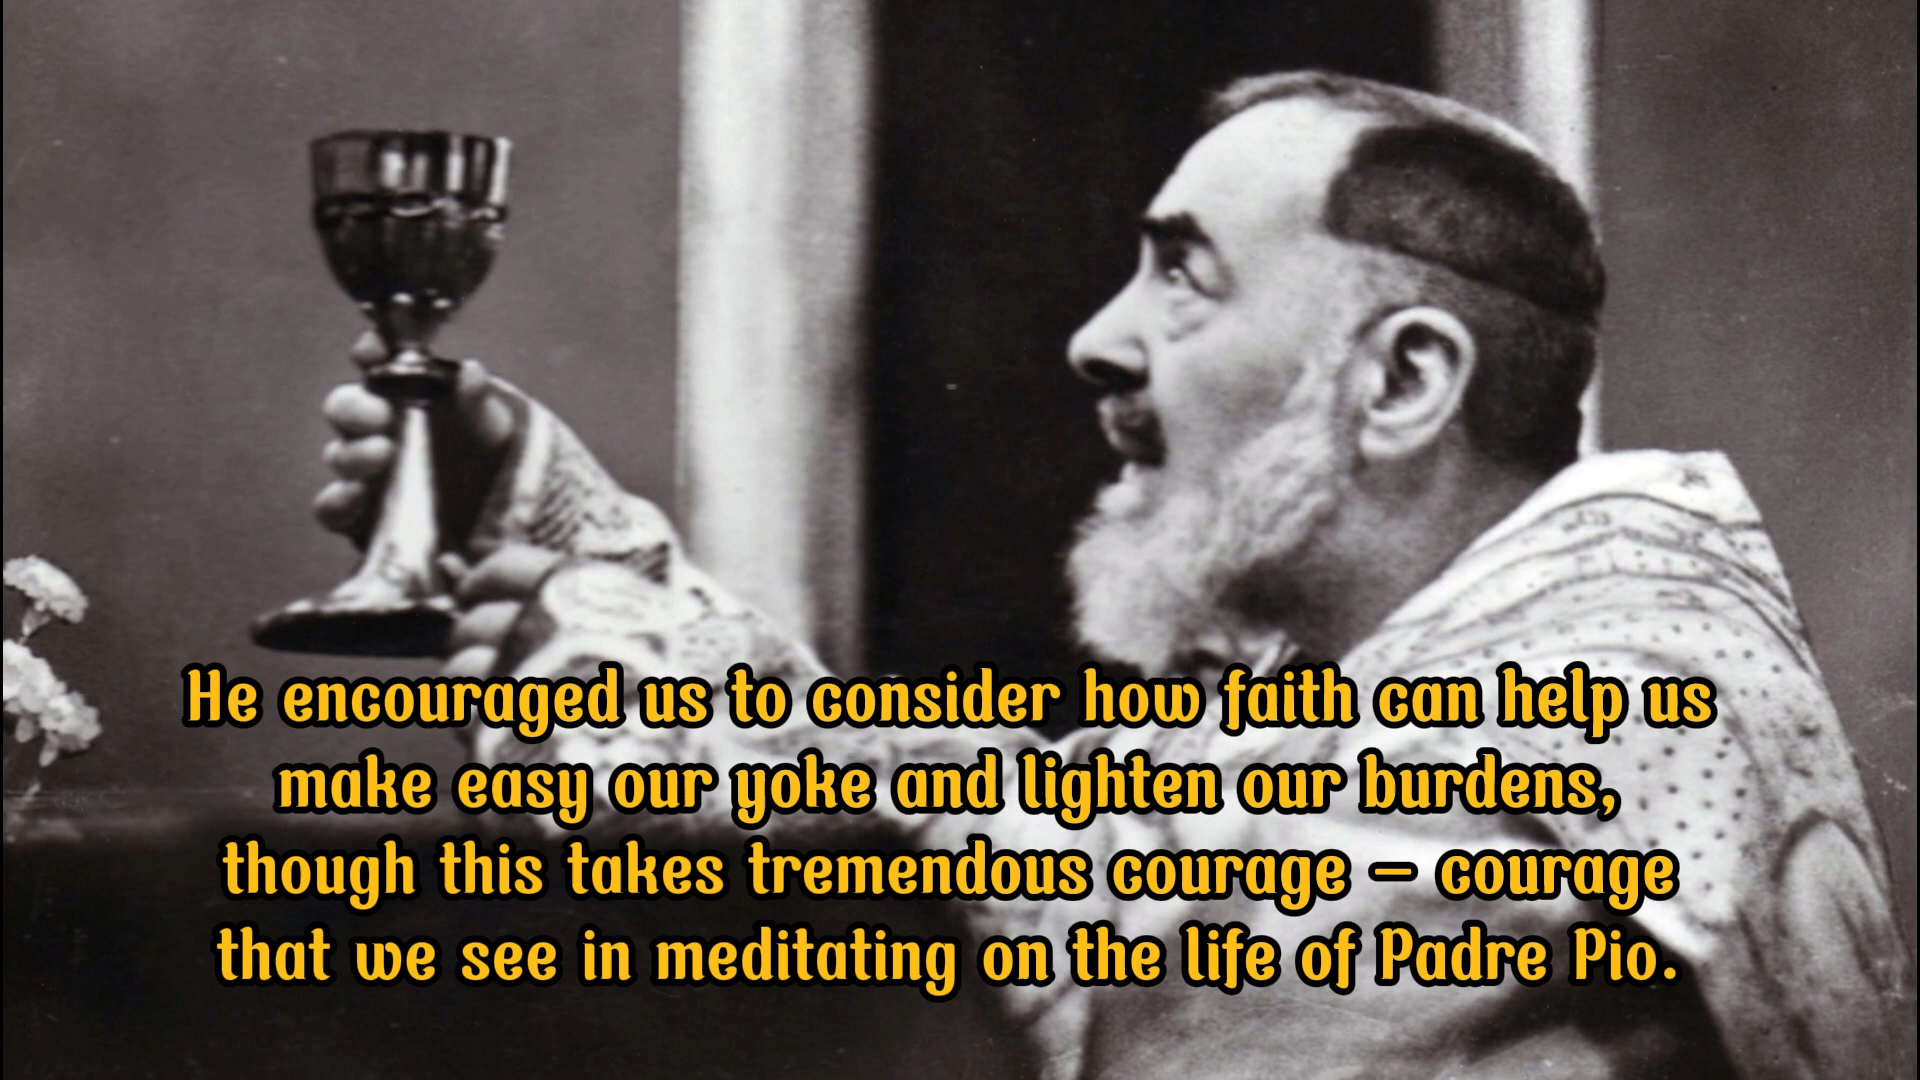 He encouraged us to consider how faith can help us
make easy our yoke and lighten our burdens,
though this takes tremendous courage – courage
that we see in meditating on the life of Padre Pio.